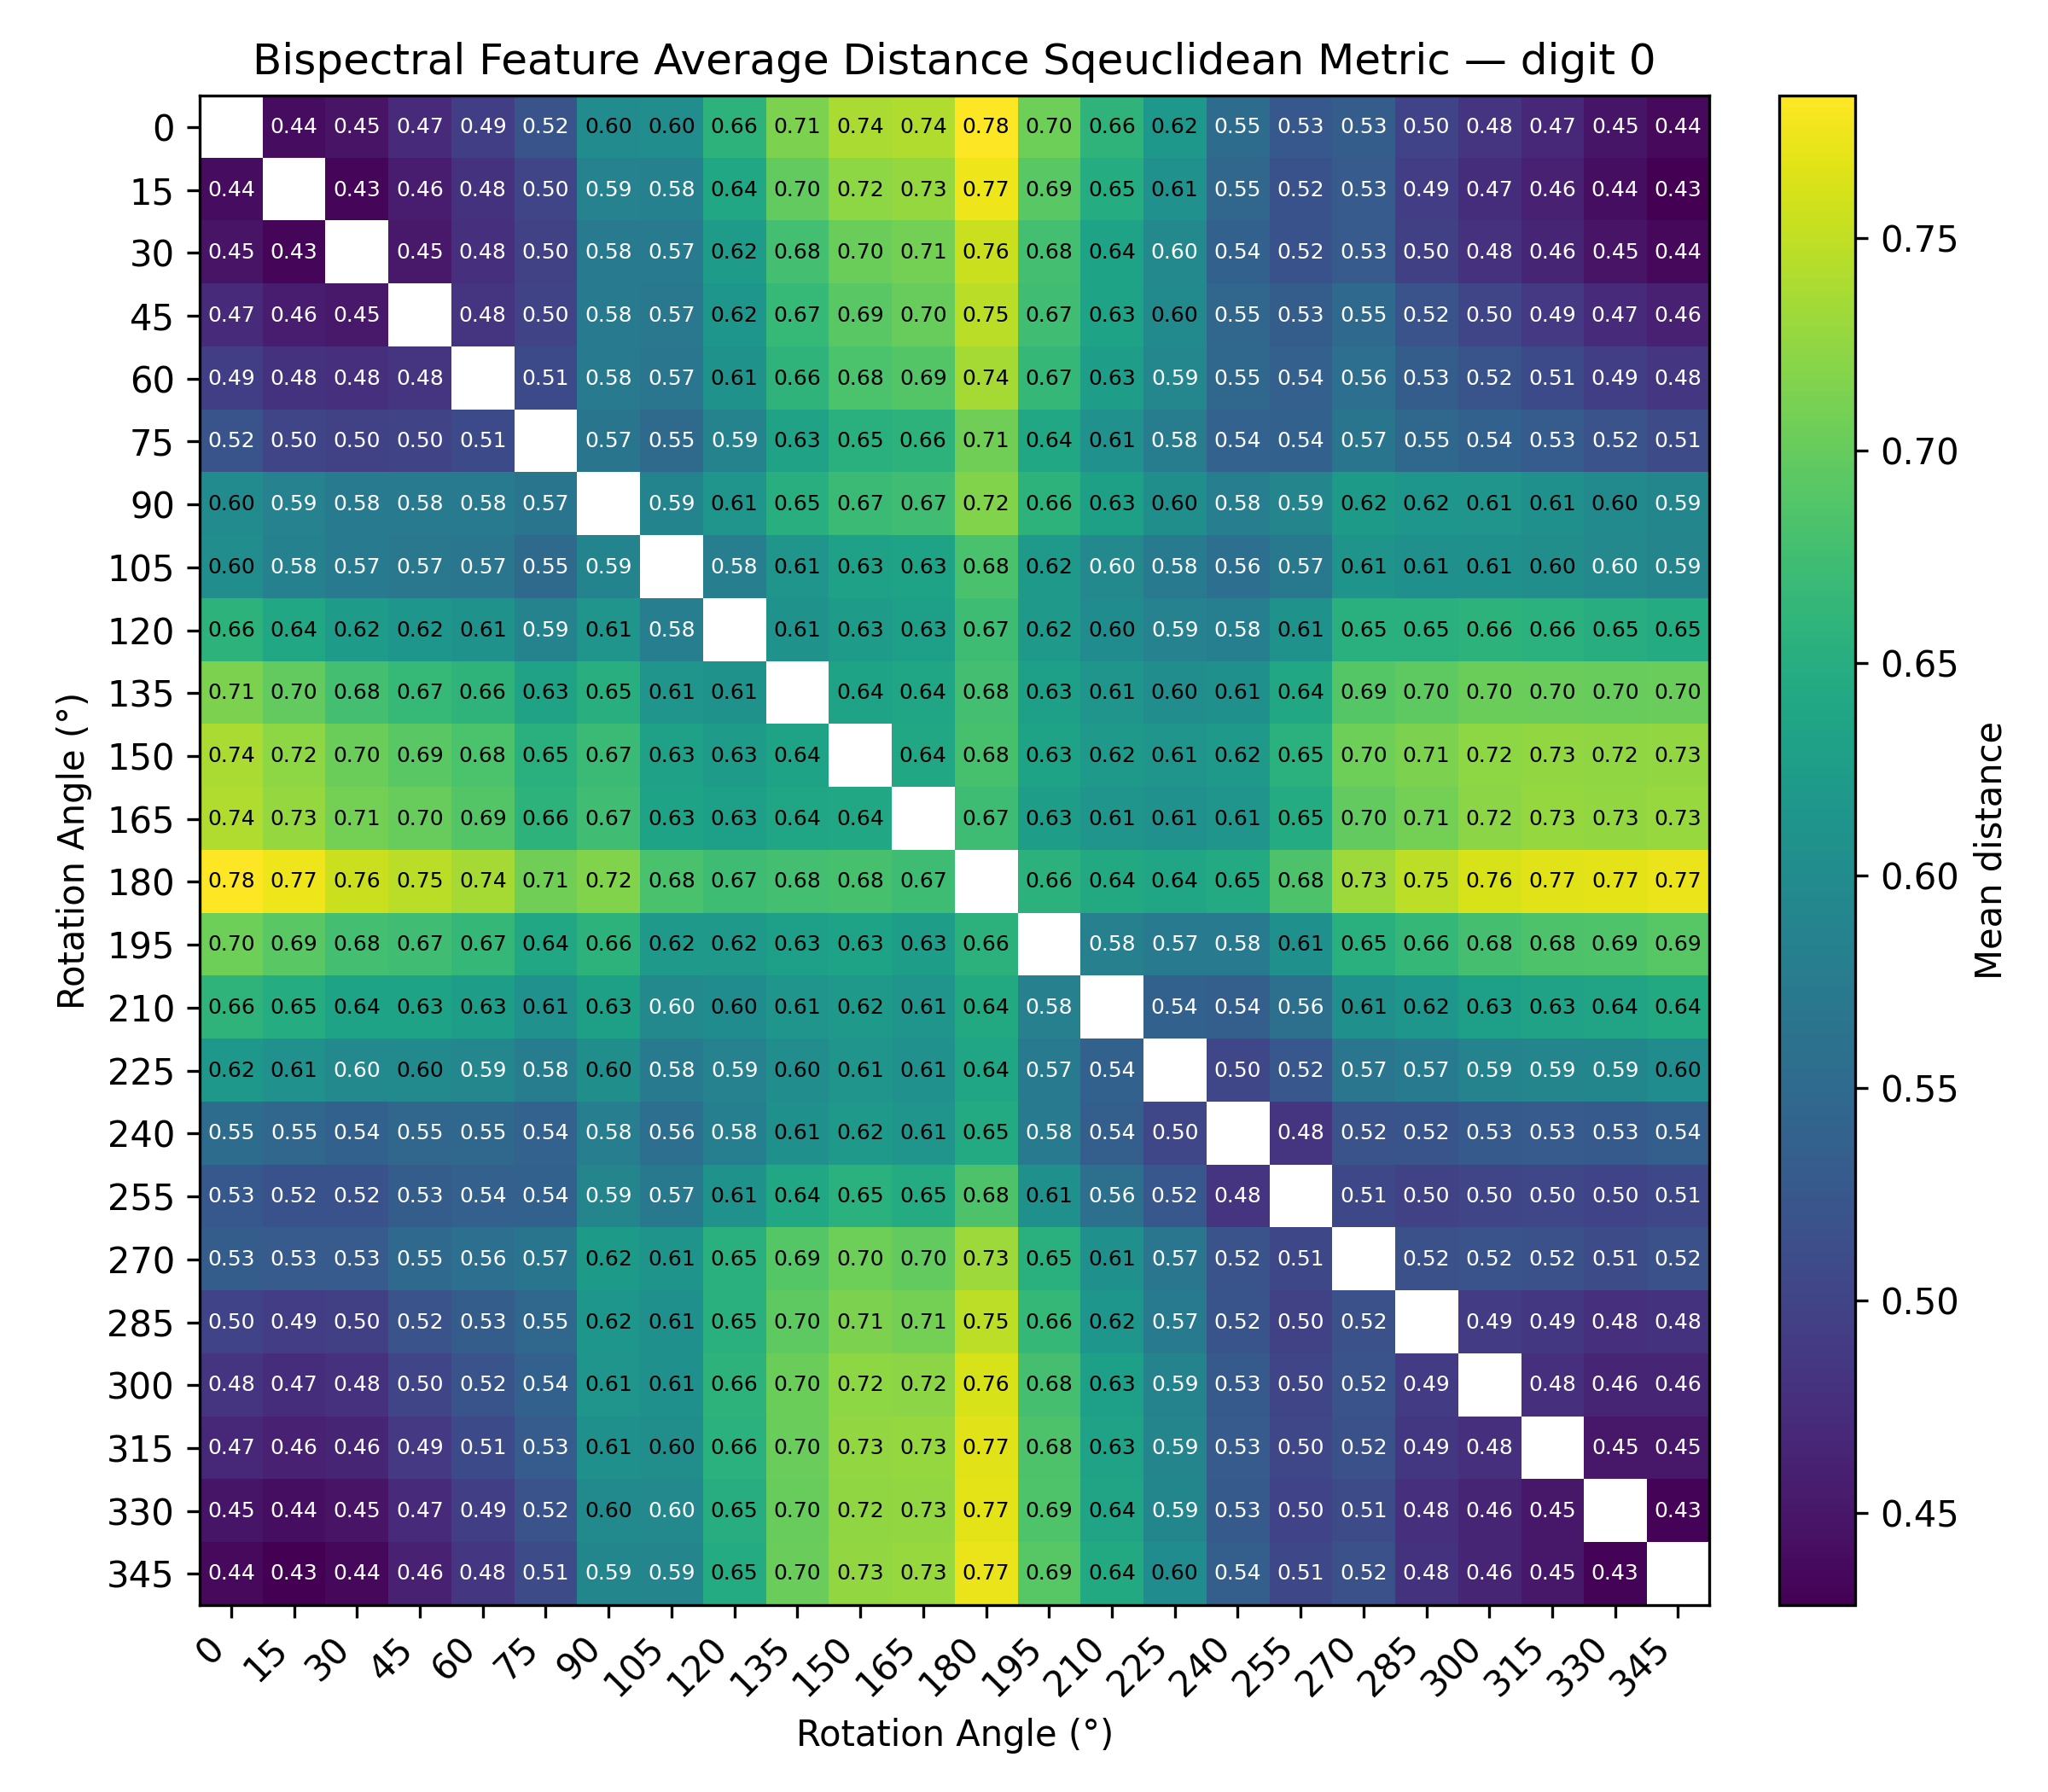 Bispectral Feature Average Distance Sqeuclidean Metric — digit 0
0 0.44 0.45 0.47 0.49 0.52 0.60 0.60 0.66 0.71 0.74 0.74 0.78 0.70 0.66 0.62 0.55 0.53 0.53 0.50 0.48 0.47 0.45 0.44
15 0.44 0.43 0.46 0.48 0.50 0.59 0.58 0.64 0.70 0.72 0.73 0.77 0.69 0.65 0.61 0.55 0.52 0.53 0.49 0.47 0.46 0.44 0.43
30 0.45 0.43 0.45 0.48 0.50 0.58 0.57 0.62 0.68 0.70 0.71 0.76 0.68 0.64 0.60 0.54 0.52 0.53 0.50 0.48 0.46 0.45 0.44
45 0.47 0.46 0.45 0.48 0.50 0.58 0.57 0.62 0.67 0.69 0.70 0.75 0.67 0.63 0.60 0.55 0.53 0.55 0.52 0.50 0.49 0.47 0.46
60 0.49 0.48 0.48 0.48 0.51 0.58 0.57 0.61 0.66 0.68 0.69 0.74 0.67 0.63 0.59 0.55 0.54 0.56 0.53 0.52 0.51 0.49 0.48
75 0.52 0.50 0.50 0.50 0.51 0.57 0.55 0.59 0.63 0.65 0.66 0.71 0.64 0.61 0.58 0.54 0.54 0.57 0.55 0.54 0.53 0.52 0.51
90 0.60 0.59 0.58 0.58 0.58 0.57 0.59 0.61 0.65 0.67 0.67 0.72 0.66 0.63 0.60 0.58 0.59 0.62 0.62 0.61 0.61 0.60 0.59
105 0.60 0.58 0.57 0.57 0.57 0.55 0.59 0.58 0.61 0.63 0.63 0.68 0.62 0.60 0.58 0.56 0.57 0.61 0.61 0.61 0.60 0.60 0.59
120 0.66 0.64 0.62 0.62 0.61 0.59 0.61 0.58 0.61 0.63 0.63 0.67 0.62 0.60 0.59 0.58 0.61 0.65 0.65 0.66 0.66 0.65 0.65
135 0.71 0.70 0.68 0.67 0.66 0.63 0.65 0.61 0.61 0.64 0.64 0.68 0.63 0.61 0.60 0.61 0.64 0.69 0.70 0.70 0.70 0.70 0.70
150 0.74 0.72 0.70 0.69 0.68 0.65 0.67 0.63 0.63 0.64 0.64 0.68 0.63 0.62 0.61 0.62 0.65 0.70 0.71 0.72 0.73 0.72 0.73
165 0.74 0.73 0.71 0.70 0.69 0.66 0.67 0.63 0.63 0.64 0.64 0.67 0.63 0.61 0.61 0.61 0.65 0.70 0.71 0.72 0.73 0.73 0.73
180 0.78 0.77 0.76 0.75 0.74 0.71 0.72 0.68 0.67 0.68 0.68 0.67 0.66 0.64 0.64 0.65 0.68 0.73 0.75 0.76 0.77 0.77 0.77
195 0.70 0.69 0.68 0.67 0.67 0.64 0.66 0.62 0.62 0.63 0.63 0.63 0.66 0.58 0.57 0.58 0.61 0.65 0.66 0.68 0.68 0.69 0.69
210 0.66 0.65 0.64 0.63 0.63 0.61 0.63 0.60 0.60 0.61 0.62 0.61 0.64 0.58 0.54 0.54 0.56 0.61 0.62 0.63 0.63 0.64 0.64
225 0.62 0.61 0.60 0.60 0.59 0.58 0.60 0.58 0.59 0.60 0.61 0.61 0.64 0.57 0.54 0.50 0.52 0.57 0.57 0.59 0.59 0.59 0.60
240 0.55 0.55 0.54 0.55 0.55 0.54 0.58 0.56 0.58 0.61 0.62 0.61 0.65 0.58 0.54 0.50 0.48 0.52 0.52 0.53 0.53 0.53 0.54
255 0.53 0.52 0.52 0.53 0.54 0.54 0.59 0.57 0.61 0.64 0.65 0.65 0.68 0.61 0.56 0.52 0.48 0.51 0.50 0.50 0.50 0.50 0.51
270 0.53 0.53 0.53 0.55 0.56 0.57 0.62 0.61 0.65 0.69 0.70 0.70 0.73 0.65 0.61 0.57 0.52 0.51 0.52 0.52 0.52 0.51 0.52
285 0.50 0.49 0.50 0.52 0.53 0.55 0.62 0.61 0.65 0.70 0.71 0.71 0.75 0.66 0.62 0.57 0.52 0.50 0.52 0.49 0.49 0.48 0.48
300 0.48 0.47 0.48 0.50 0.52 0.54 0.61 0.61 0.66 0.70 0.72 0.72 0.76 0.68 0.63 0.59 0.53 0.50 0.52 0.49 0.48 0.46 0.46
315 0.47 0.46 0.46 0.49 0.51 0.53 0.61 0.60 0.66 0.70 0.73 0.73 0.77 0.68 0.63 0.59 0.53 0.50 0.52 0.49 0.48 0.45 0.45
330 0.45 0.44 0.45 0.47 0.49 0.52 0.60 0.60 0.65 0.70 0.72 0.73 0.77 0.69 0.64 0.59 0.53 0.50 0.51 0.48 0.46 0.45 0.43
345 0.44 0.43 0.44 0.46 0.48 0.51 0.59 0.59 0.65 0.70 0.73 0.73 0.77 0.69 0.64 0.60 0.54 0.51 0.52 0.48 0.46 0.45 0.43
0 15 30 45 60 75 90 105 120 135 150 165 180 195 210 225 240 255 270 285 300 315 330 345
Rotation Angle (°)
Rotation Angle (°)
0.75
0.70
0.65
0.60
0.55
0.50
0.45
Mean distance